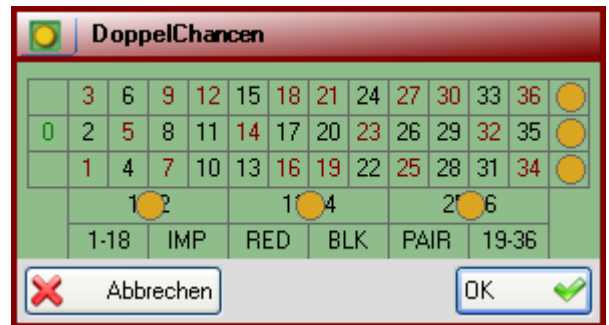 DoppelChancen
3 6 9 12 15 18 21 24 27 30 33 36
0 2 5 8 11 14 17 20 23 26 29 32 35
1 4 7 10 13 16 19 22 25 28 31 34
1-18 IMP RED BLK PAIR 19-36
Abbrechen OK